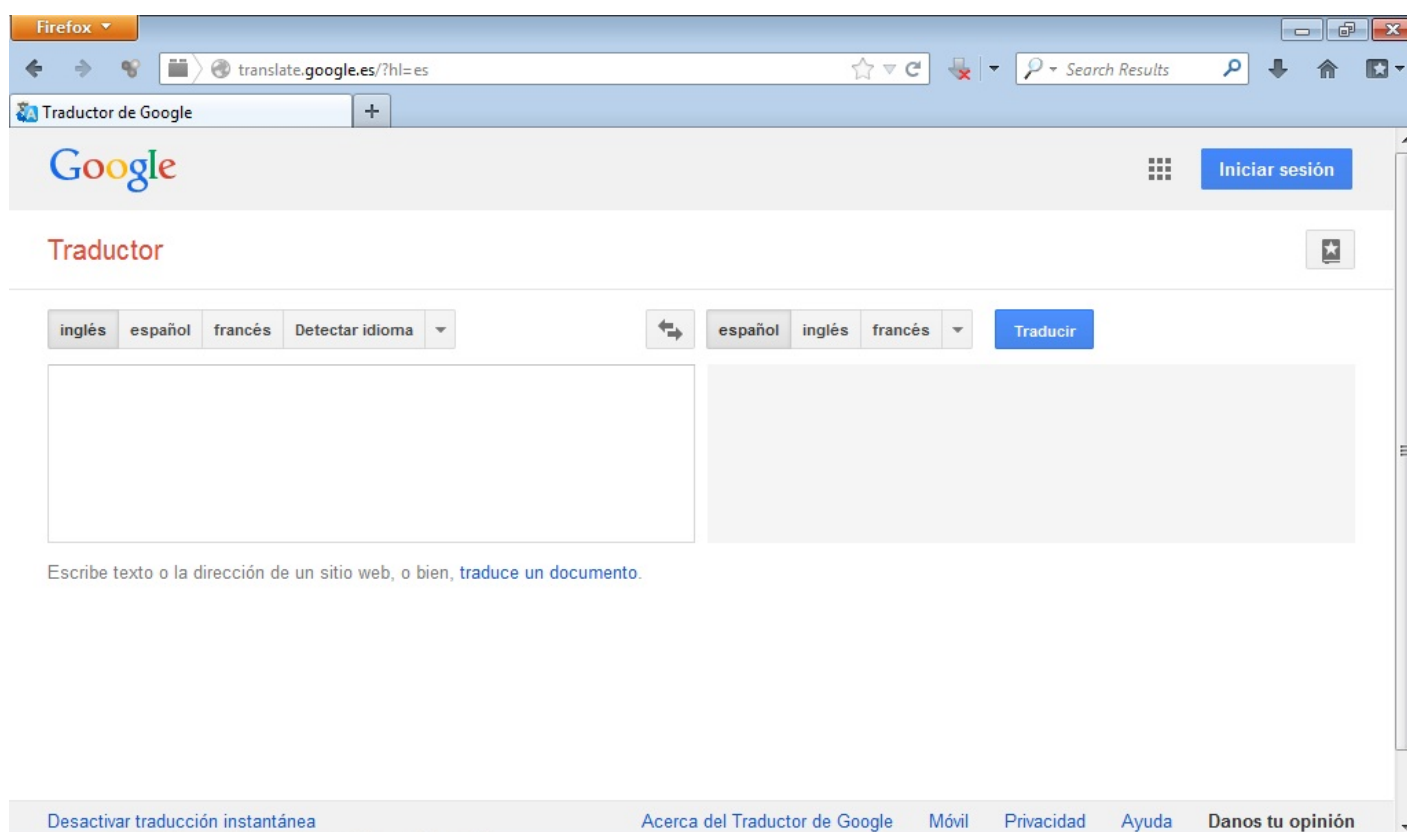 Firefox
translate.google.es/?hl=es
Search Results
Traductor de Google
Google
Iniciar sesión
Traductor
inglés español francés Detectar idioma español inglés francés Traducir
Escribe texto o la dirección de un sitio web, o bien, traduce un documento.
Desactivar traducción instantánea Acerca del Traductor de Google Móvil Privacidad Ayuda Danos tu opinión